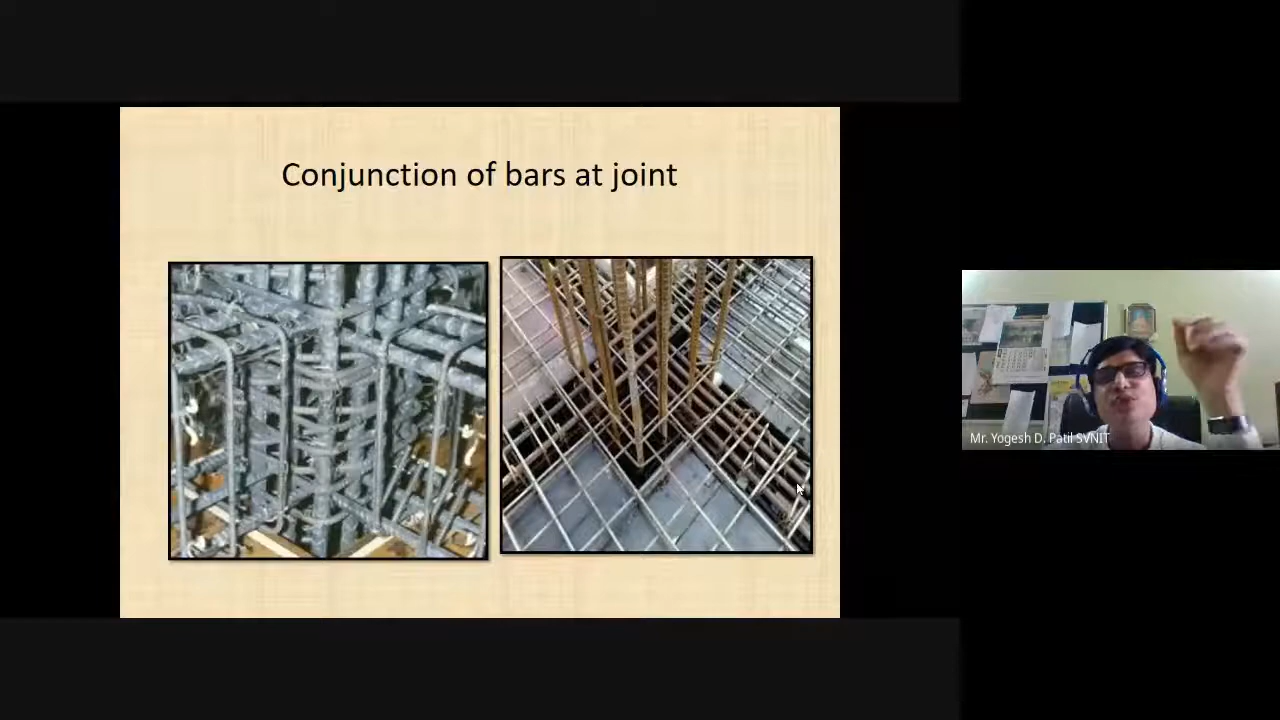 Conjunction of bars at joint
Mr. Yogesh D. Patil SVNIT